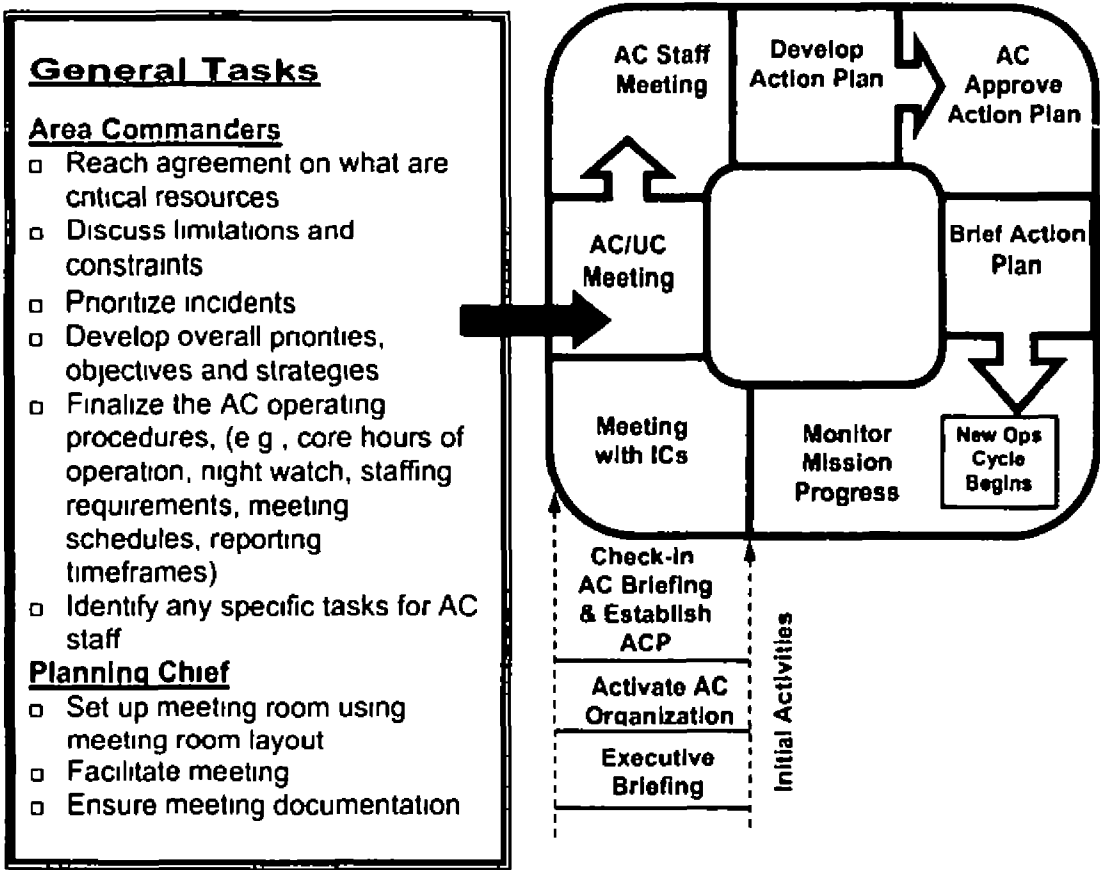 General Tasks
Area Commanders
□ Reach agreement on what are
critical resources
□ Discuss limitations and
constraints
□ Prioritize incidents
□ Develop overall priorities,
objectives and strategies
□ Finalize the AC operating
procedures, (e g , core hours of
operation, night watch, staffing
requirements, meeting
schedules, reporting
timeframes)
□ Identify any specific tasks for AC
staff
Planning Chief
□ Set up meeting room using
meeting room layout
□ Facilitate meeting
□ Ensure meeting documentation
AC Staff
Meeting
Develop
Action Plan
AC
Approve
Action Plan
AC/UC
Meeting
Brief Action
Plan
Meeting
with ICs
Monitor
Mission
Progress
New Ops
Cycle
Begins
Check-in
AC Briefing
& Establish
ACP
Activate AC
Organization
Executive
Briefing
Initial Activities